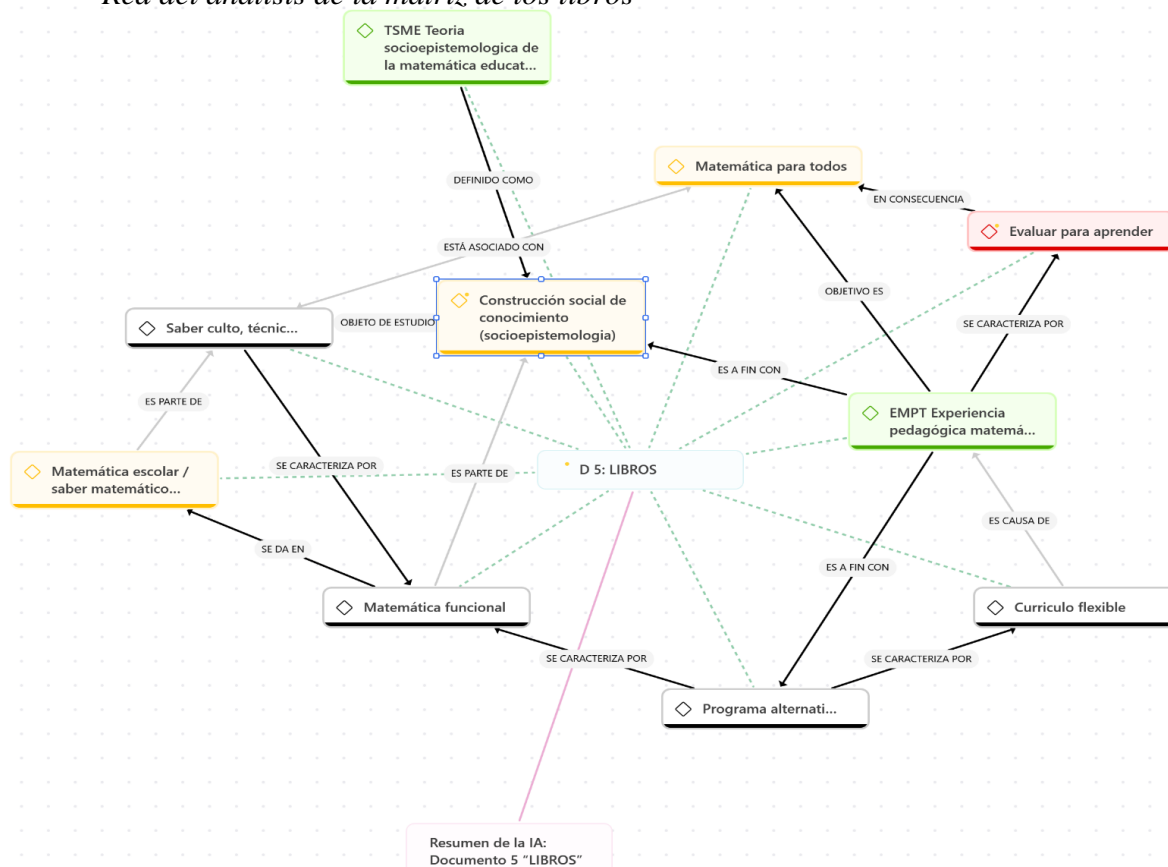 Red del análisis de la matriz de los libros
TSME Teoria
socioepistemologica de
la matemática educat...
DEFINIDO COMO
Matemática para todos
EN CONSECUENCIA
Evaluar para aprender
ESTÁ ASOCIADO CON
OBJETIVO ES
Construcción social de
conocimiento
(socioepistemologia)
Saber culto, técnic...
OBJETO DE ESTUDIO
SE CARACTERIZA POR
ES A FIN CON
ES PARTE DE
EMPT Experiencia
pedagógica matemá...
Matemática escolar /
saber matemático...
SE CARACTERIZA POR
ES PARTE DE
D 5: LIBROS
ES CAUSA DE
SE DA EN
ES A FIN CON
Matemática funcional
Curriculo flexible
SE CARACTERIZA POR
SE CARACTERIZA POR
Programa alternati...
Resumen de la IA:
Documento 5 “LIBROS”